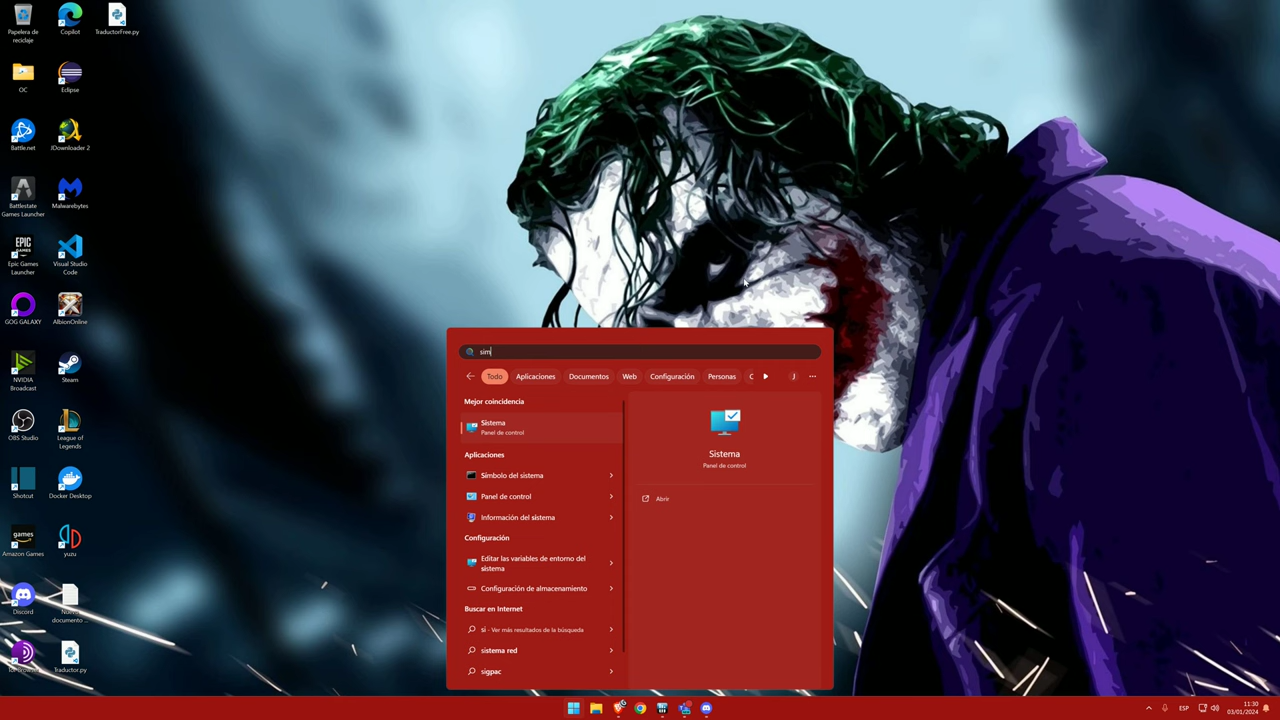 Papelera de
reciclaje
Copilot
TraductorFree.py
OC
Eclipse
Battle.net
JDownloader 2
Battlestate
Games Launcher
Malwarebytes
EPIC
GAMES
Epic Games
Launcher
Visual Studio
Code
GOG GALAXY
AlbionOnline
NVIDIA
Broadcast
Steam
OBS Studio
League of
Legends
Shotcut
Docker Desktop
games
Amazon Games
yuzu
Discord
Nuevo
documento ...
Traductor.py
sim
Todo
Aplicaciones
Documentos
Web
Configuración
Personas
C
J
Mejor coincidencia
Sistema
Panel de control
Aplicaciones
Símbolo del sistema
Panel de control
Información del sistema
Configuración
Editar las variables de entorno del
sistema
Configuración de almacenamiento
Buscar en Internet
si - Ver más resultados de la búsqueda
sistema red
sigpac
Sistema
Panel de control
Abrir
ESP
11:30
03/01/2024